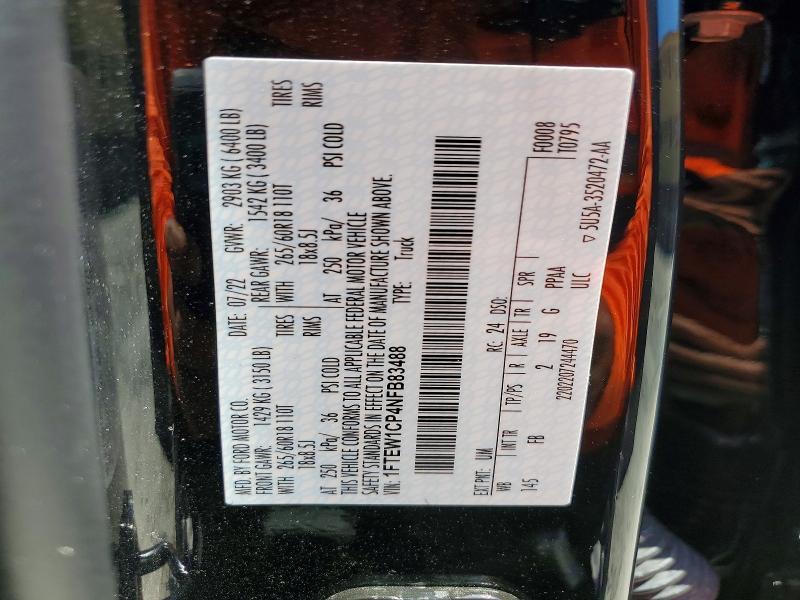 MFD. BY FORD MOTOR CO. DATE: 07/22 GVWR: 2903 KG ( 6400 LB)
FRONT GAWR: 1429 KG ( 3150 LB) REAR GAWR: 1542 KG ( 3400 LB)
WITH 265/60R18 110T TIRES WITH 265/60R18 110T TIRES
18x8.5J RIMS 18x8.5J RIMS
AT 250 kPa/ 36 PSI COLD AT 250 kPa/ 36 PSI COLD
THIS VEHICLE CONFORMS TO ALL APPLICABLE FEDERAL MOTOR VEHICLE
SAFETY STANDARDS IN EFFECT ON THE DATE OF MANUFACTURE SHOWN ABOVE.
VIN: 1FTEW1CP4NFB83488 TYPE: Truck
F0008
EXT PNT: UM RC: 24 DSO: T0795
WB INT TR TP/PS R AXLE TR SPR
145 FB 2 19 G PPAA
2202207244470 ULC
▽ 5U5A-3520472-AA